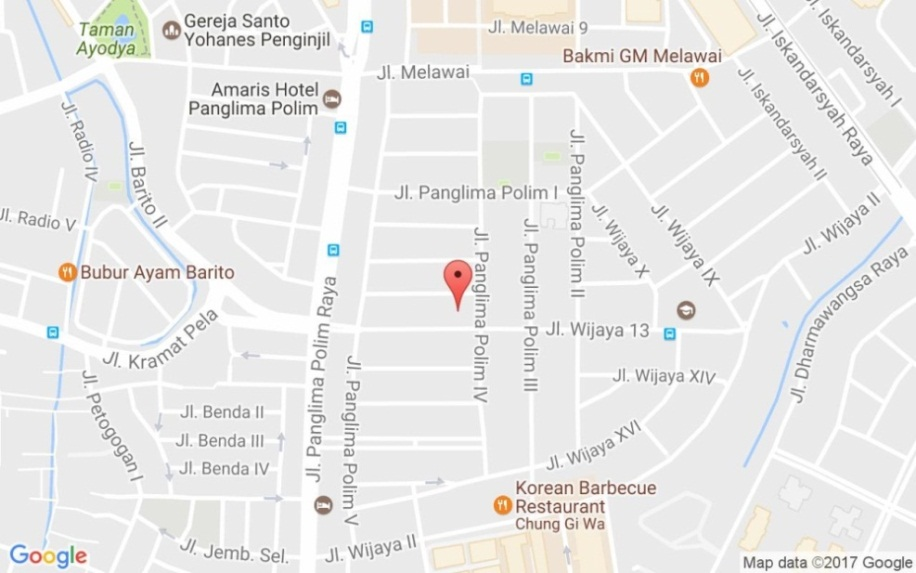 Taman
Ayodya
Gereja Santo
Yohanes Penginjil
Jl. Melawai 9
Bakmi GM Melawai
Jl. Iskandarsyah I
Jl. Iskandarsyah Raya
Jl. Melawai
Amaris Hotel
Panglima Polim
Jl. Iskandarsyah II
Jl. Radio IV
Jl. Barito II
Jl. Panglima Polim I
Jl. Panglima Polim II
Jl. Radio V
Jl. Wijaya X
Jl. Wijaya IX
Jl. Wijaya II
Bubur Ayam Barito
Jl. Panglima Polim IV
Jl. Panglima Polim III
Jl. Panglima Polim Raya
Jl. Wijaya 13
Jl. Dharmawangsa Raya
Jl. Kramat Pela
Jl. Panglima Polim V
Jl. Wijaya XIV
Jl. Petogogan I
Jl. Benda II
Jl. Benda III
Jl. Benda IV
Jl. Wijaya XVI
Korean Barbecue
Restaurant
Chung Gi Wa
Jl. Jemb. Sel.
Jl. Wijaya II
Google
Map data ©2017 Google